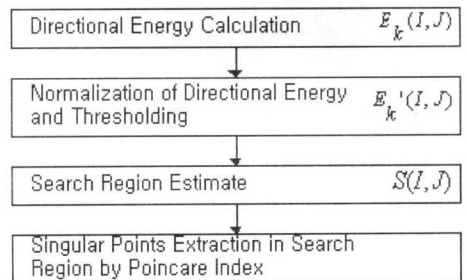 Directional Energy Calculation E_k(I,J)
Normalization of Directional Energy
and Thresholding E_k'(I,J)
Search Region Estimate S(I,J)
Singular Points Extraction in Search
Region by Poincare Index